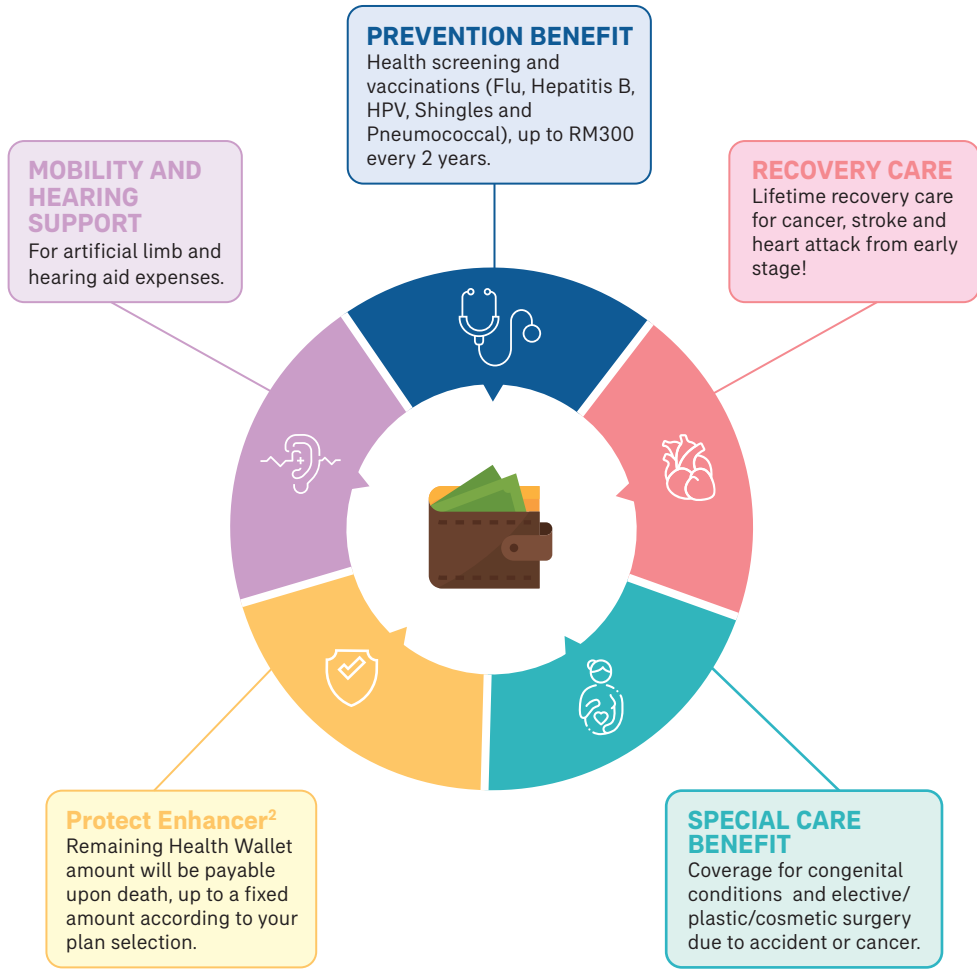 PREVENTION BENEFIT
Health screening and
vaccinations (Flu, Hepatitis B,
HPV, Shingles and
Pneumococcal), up to RM300
every 2 years.
MOBILITY AND
HEARING
SUPPORT
For artificial limb and
hearing aid expenses.
RECOVERY CARE
Lifetime recovery care
for cancer, stroke and
heart attack from early
stage!
Protect Enhancer²
Remaining Health Wallet
amount will be payable
upon death, up to a fixed
amount according to your
plan selection.
SPECIAL CARE
BENEFIT
Coverage for congenital
conditions and elective/
plastic/cosmetic surgery
due to accident or cancer.